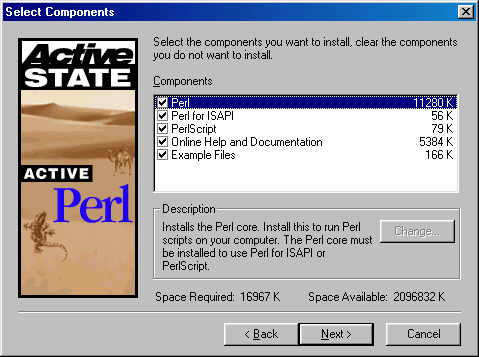 Select Components
Active
STATE
ACTIVE
Perl
Select the components you want to install, clear the components
you do not want to install.
Components
Perl 11280 K
Perl for ISAPI 56 K
PerlScript 79 K
Online Help and Documentation 5384 K
Example Files 166 K
Description
Installs the Perl core. Install this to run Perl
scripts on your computer. The Perl core must
be installed to use Perl for ISAPI or
PerlScript.
Change...
Space Required: 16967 K Space Available: 2096832 K
< Back Next > Cancel